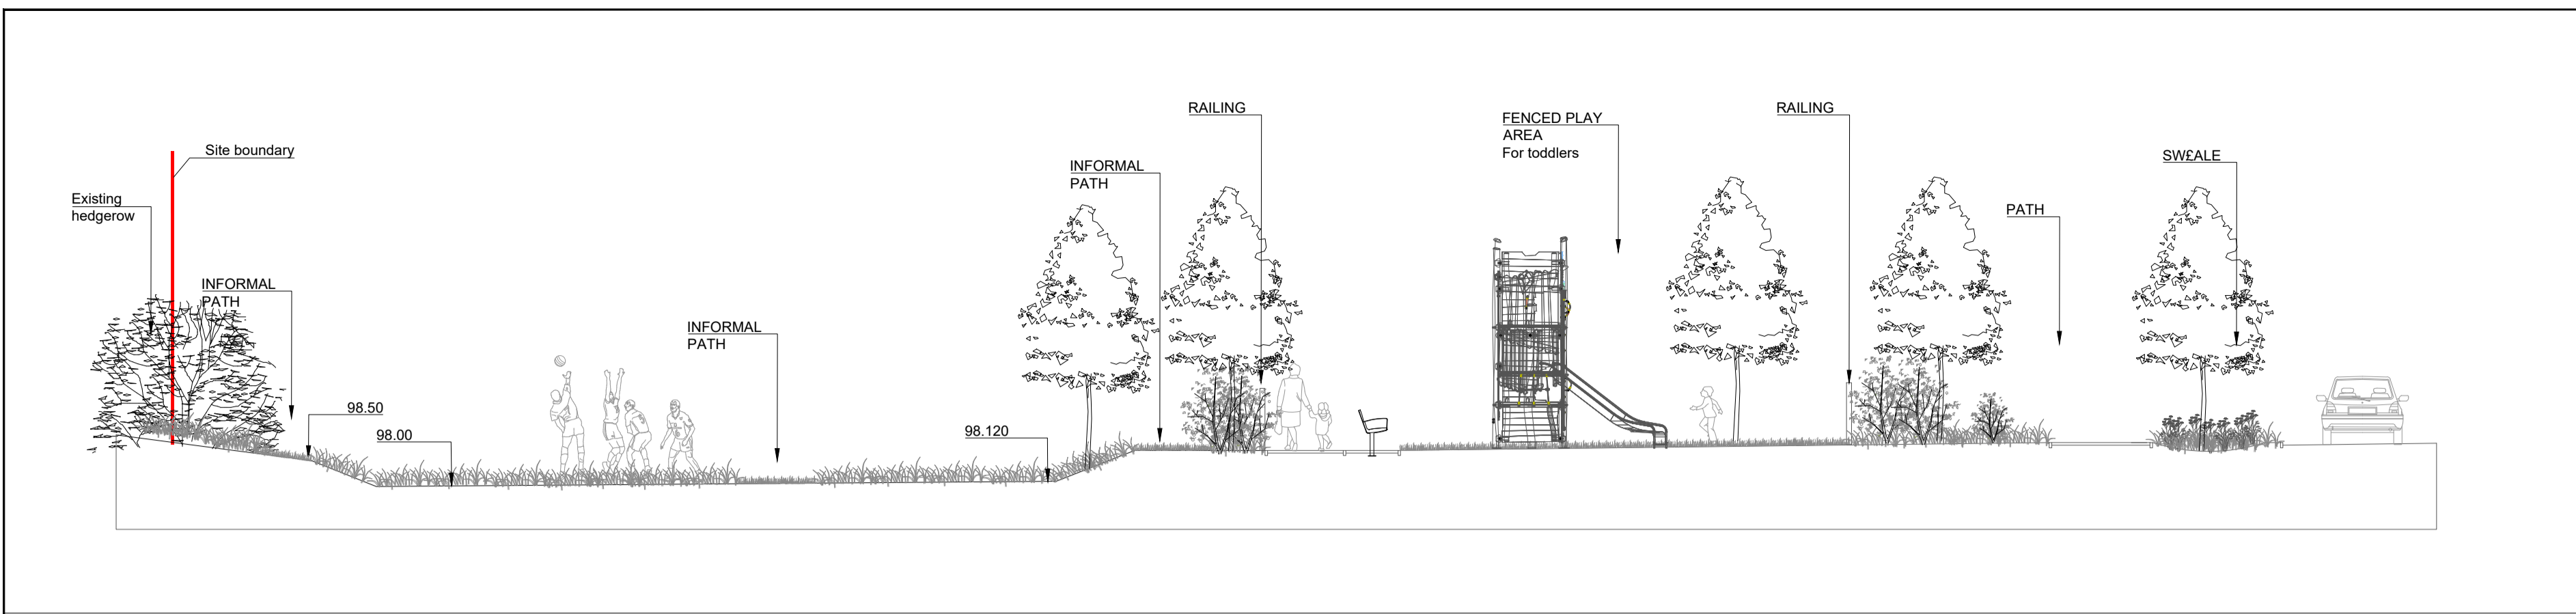 Site boundary
Existing
hedgerow
INFORMAL
PATH
98.50
98.00
INFORMAL
PATH
98.120
INFORMAL
PATH
RAILING
FENCED PLAY
AREA
For toddlers
RAILING
PATH
SW£ALE